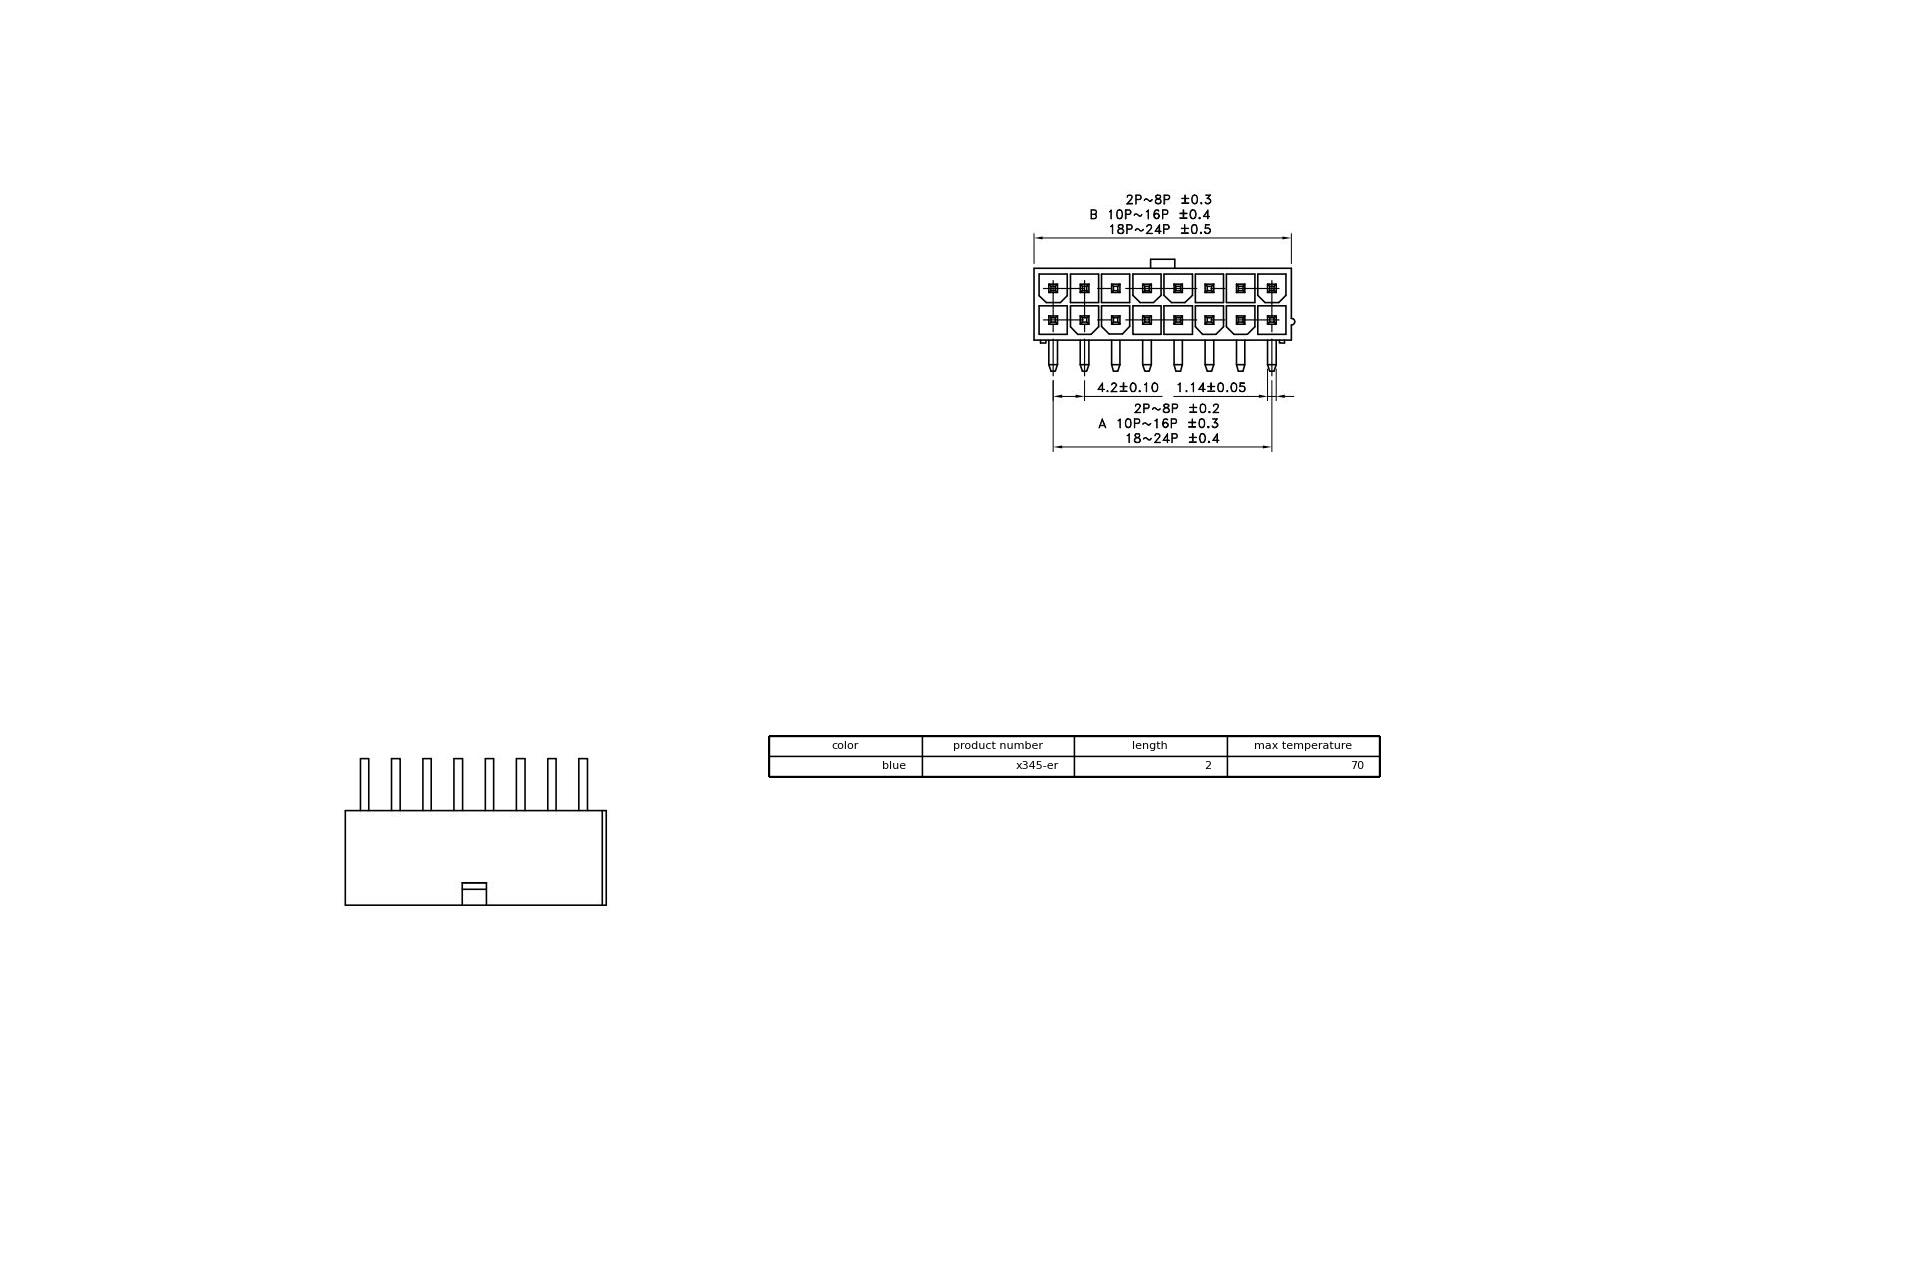 2P~8P ±0.3
B 10P~16P ±0.4
18P~24P ±0.5
4.2±0.10 1.14±0.05
2P~8P ±0.2
A 10P~16P ±0.3
18~24P ±0.4
color product number length max temperature
blue x345-er 2 70